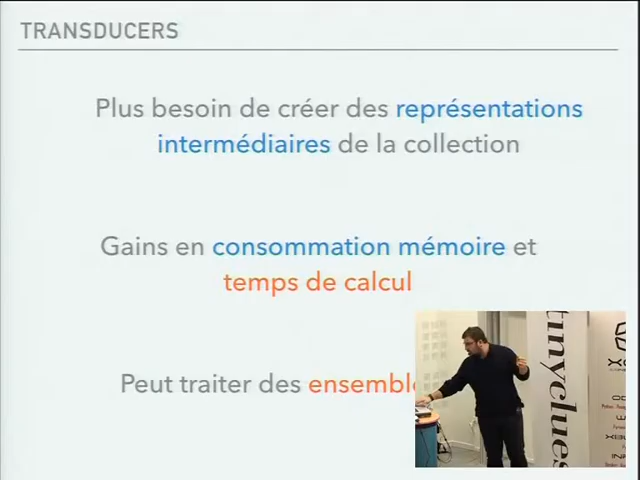 TRANSDUCERS
Plus besoin de créer des représentations
intermédiaires de la collection
Gains en consommation mémoire et
temps de calcul
Peut traiter des
tinyclues